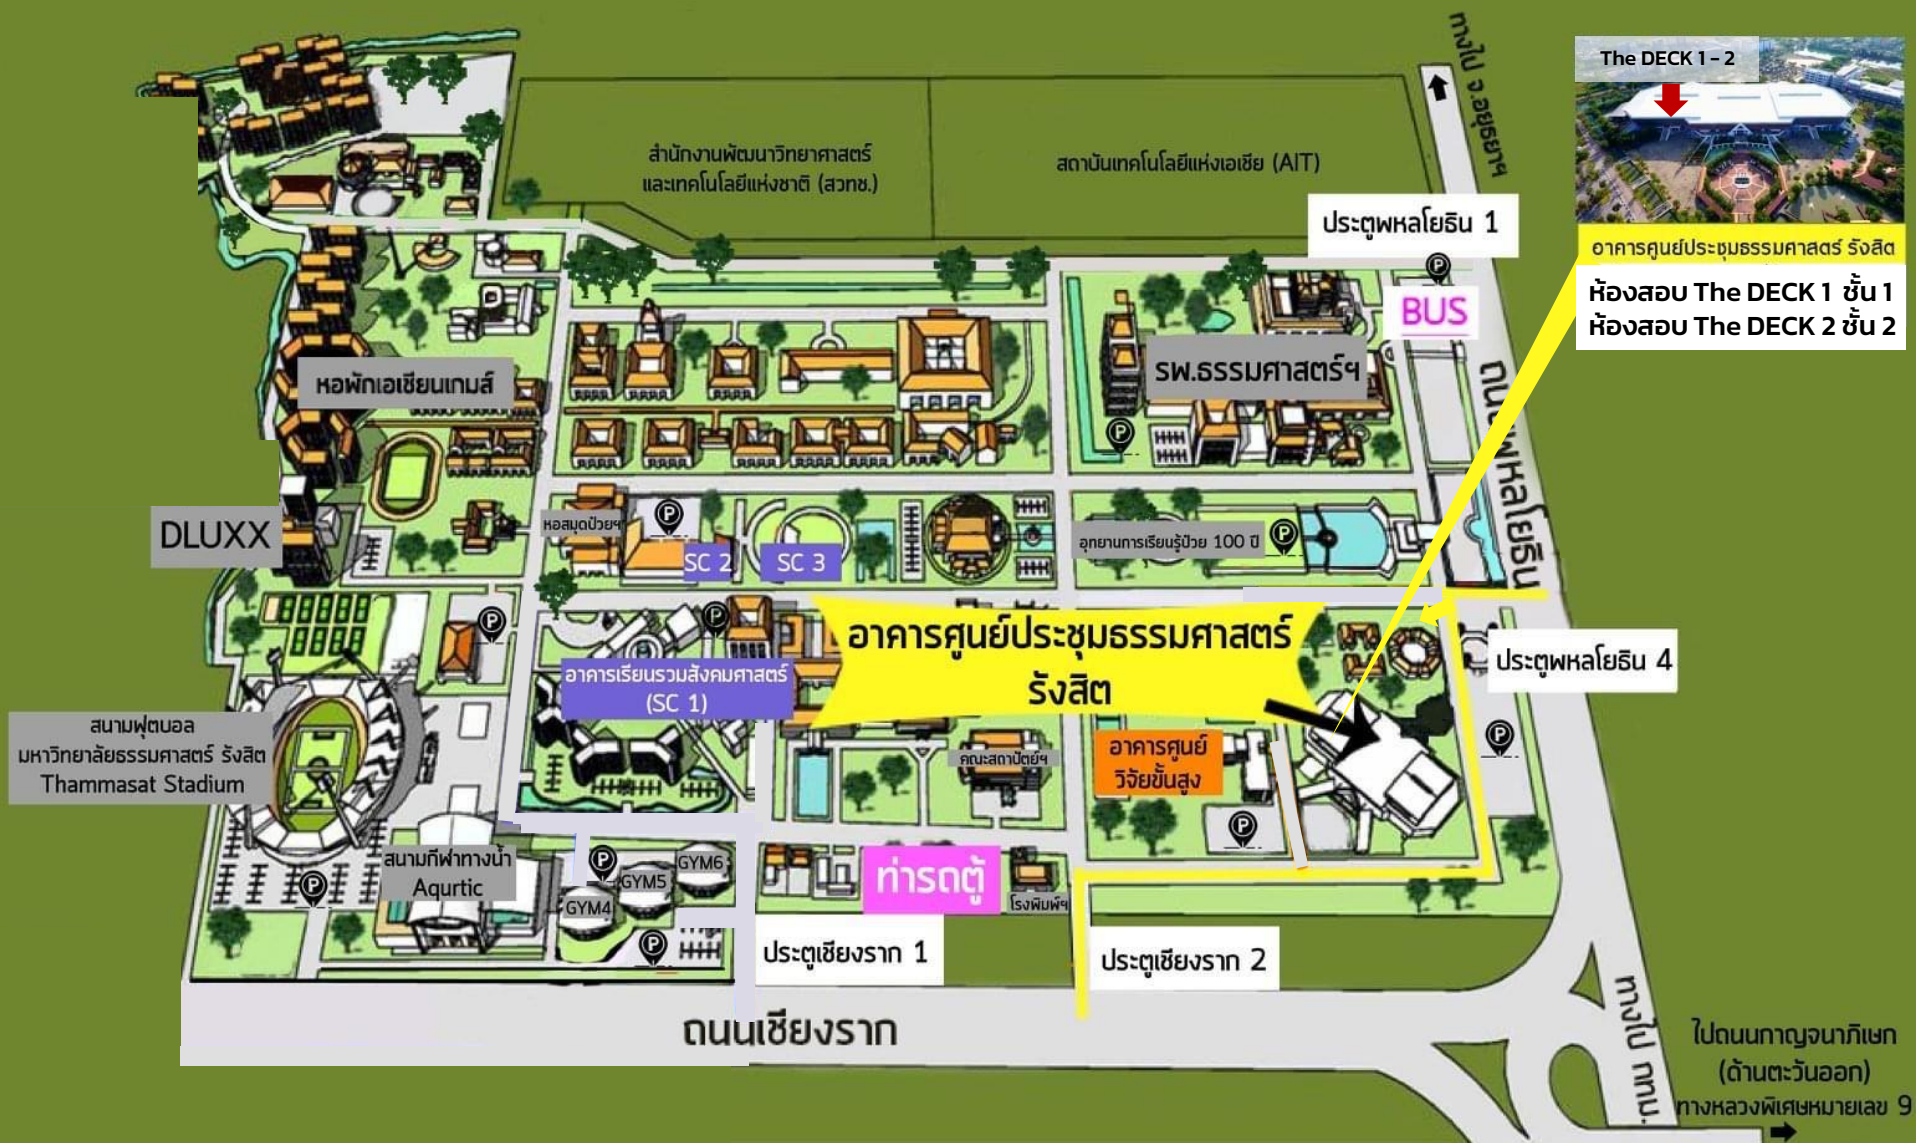 The DECK 1 - 2
อาคารศูนย์ประชุมธรรมศาสตร์ รังสิต
ห้องสอบ The DECK 1 ชั้น 1
ห้องสอบ The DECK 2 ชั้น 2
ทางไป จ.อยุธยาฯ
สำนักงานพัฒนาวิทยาศาสตร์
และเทคโนโลยีแห่งชาติ (สวทช.)
สถาบันเทคโนโลยีแห่งเอเชีย (AIT)
ประตูพหลโยธิน 1
P
BUS
หอพักเอเชียนเกมส์
รพ.ธรรมศาสตร์ฯ
P
ถนนพหลโยธิน
DLUXX
หอสมุดป๋วยฯ
P
SC 2
SC 3
อุทยานการเรียนรู้ป๋วย 100 ปี
P
P
P
อาคารศูนย์ประชุมธรรมศาสตร์
รังสิต
ประตูพหลโยธิน 4
อาคารเรียนรวมสังคมศาสตร์
(SC 1)
สนามฟุตบอล
มหาวิทยาลัยธรรมศาสตร์ รังสิต
Thammasat Stadium
คณะสถาปัตย์ฯ
อาคารศูนย์
วิจัยขั้นสูง
P
P
สนามกีฬาทางน้ำ
Aqurtic
P
P
GYM6
GYM5
GYM4
P
ท่ารถตู้
โรงพิมพ์ฯ
ประตูเชียงราก 1
ประตูเชียงราก 2
ถนนเชียงราก
ทางไป กทม.
ไปถนนกาญจนาภิเษก
(ด้านตะวันออก)
ทางหลวงพิเศษหมายเลข 9